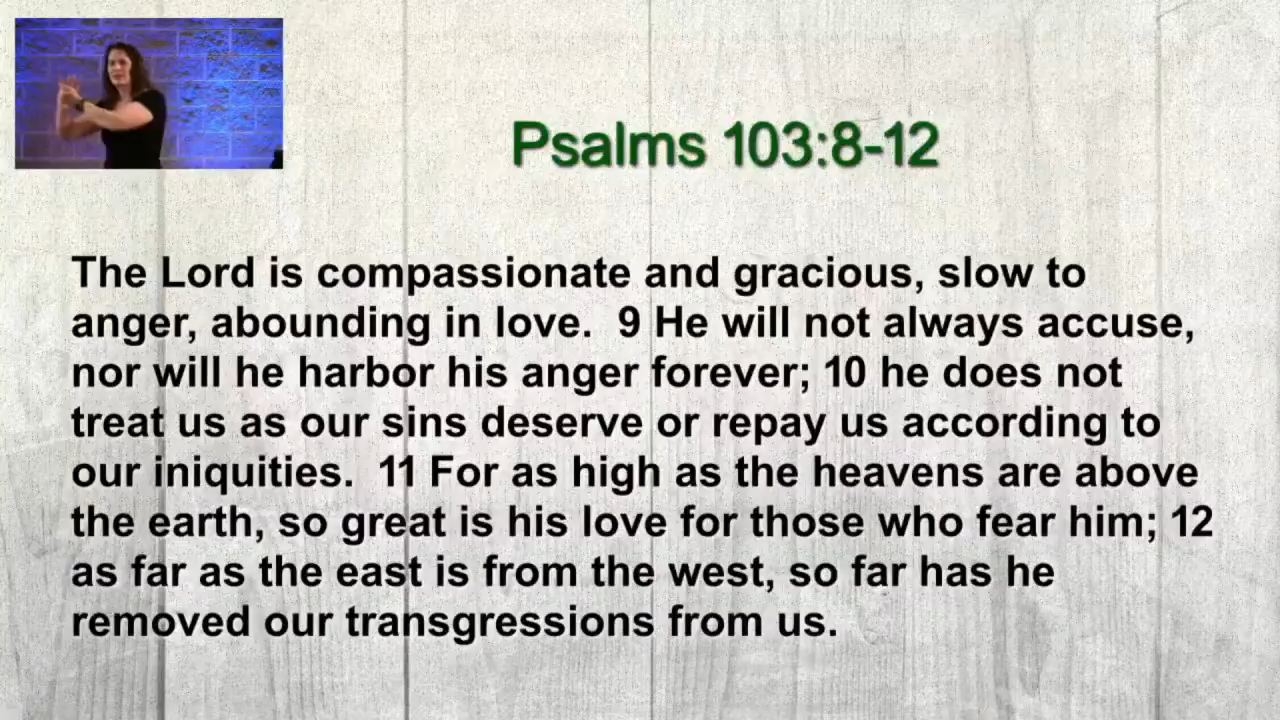 Psalms 103:8-12
The Lord is compassionate and gracious, slow to
anger, abounding in love.  9 He will not always accuse,
nor will he harbor his anger forever; 10 he does not
treat us as our sins deserve or repay us according to
our iniquities.  11 For as high as the heavens are above
the earth, so great is his love for those who fear him; 12
as far as the east is from the west, so far has he
removed our transgressions from us.